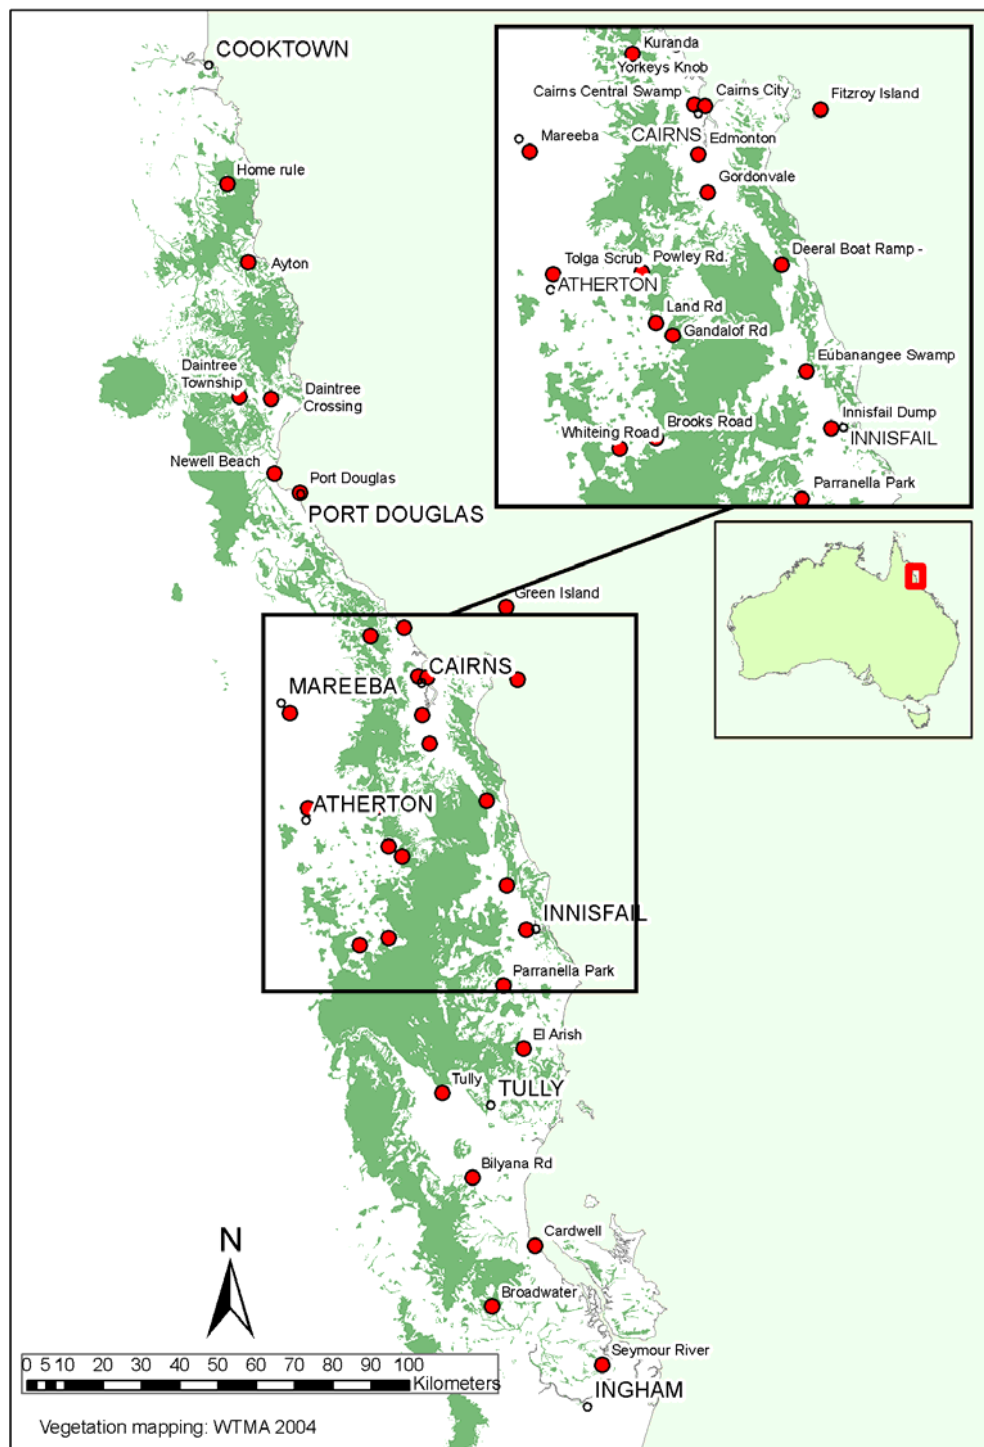 COOKTOWN
Home rule
Ayton
Daintree
Township
Daintree
Crossing
Newell Beach
Port Douglas
PORT DOUGLAS
Kuranda
Yorkeys Knob
Cairns Central Swamp
Cairns City
Fitzroy Island
CAIRNS
Mareeba
Edmonton
Gordonvale
Deeral Boat Ramp -
Tolga Scrub
Powley Rd.
ATHERTON
Land Rd
Gandalof Rd
Eubanangee Swamp
Innisfail Dump
INNISFAIL
Whiteing Road
Brooks Road
Parranella Park
Green Island
CAIRNS
MAREEBA
ATHERTON
INNISFAIL
Parranella Park
El Arish
Tully
TULLY
Bilyana Rd
Cardwell
Broadwater
Seymour River
INGHAM
N
0 5 10 20 30 40 50 60 70 80 90 100
Kilometers
Vegetation mapping: WTMA 2004